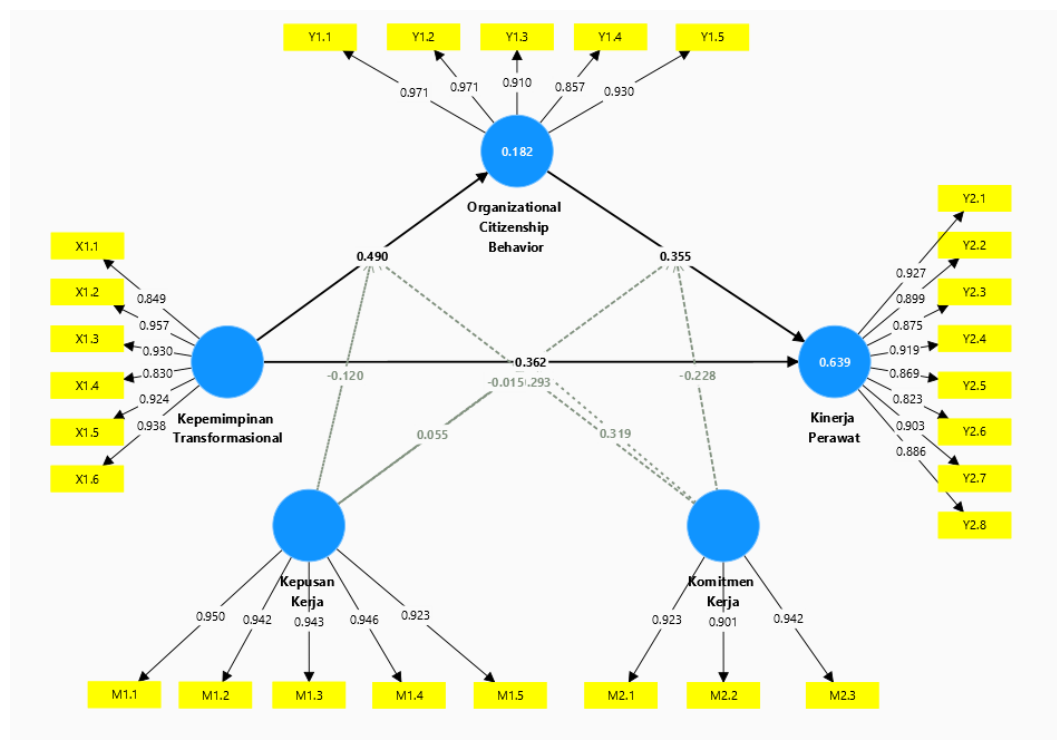 Y1.1 Y1.2 Y1.3 Y1.4 Y1.5
0.971 0.971 0.910 0.857 0.930
0.182
Organizational
Citizenship
Behavior
Y2.1
Y2.2
Y2.3
Y2.4
Y2.5
Y2.6
Y2.7
Y2.8
0.927
0.899
0.875
0.919
0.869
0.823
0.903
0.886
X1.1
X1.2
X1.3
X1.4
X1.5
X1.6
0.849
0.957
0.930
0.830
0.924
0.938
0.490
0.355
0.362
0.639
-0.120
-0.015
.293
-0.228
0.055
0.319
Kepemimpinan
Transformasional
Kinerja
Perawat
Kepusan
Kerja
Komitmen
Kerja
0.950 0.942 0.943 0.946 0.923
0.923 0.901 0.942
M1.1 M1.2 M1.3 M1.4 M1.5
M2.1 M2.2 M2.3